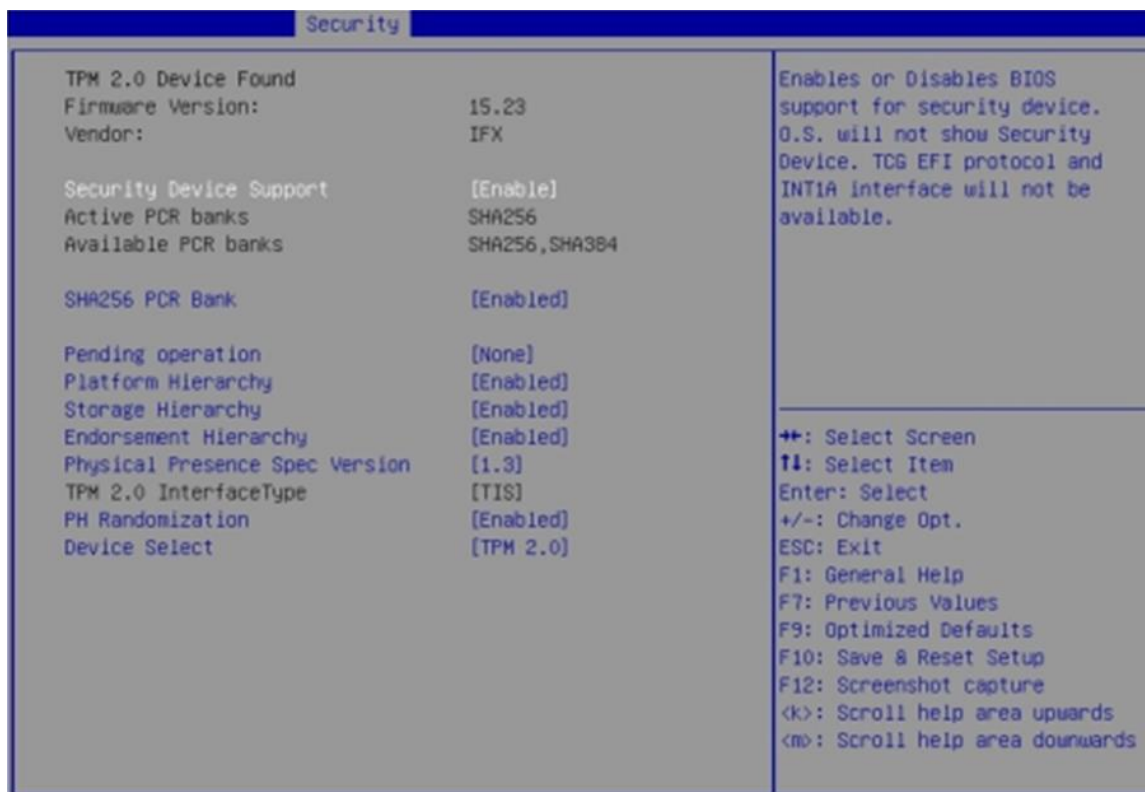 Security
TPM 2.0 Device Found
Firmware Version: 15.23
Vendor: IFX
Security Device Support [Enable]
Active PCR banks SHA256
Available PCR banks SHA256,SHA384
SHA256 PCR Bank [Enabled]
Pending operation [None]
Platform Hierarchy [Enabled]
Storage Hierarchy [Enabled]
Endorsement Hierarchy [Enabled]
Physical Presence Spec Version [1.3]
TPM 2.0 InterfaceType [TIS]
PH Randomization [Enabled]
Device Select [TPM 2.0]
Enables or Disables BIOS
support for security device.
O.S. will not show Security
Device. TCG EFI protocol and
INT1A interface will not be
available.
→←: Select Screen
↑↓: Select Item
Enter: Select
+/-: Change Opt.
ESC: Exit
F1: General Help
F7: Previous Values
F9: Optimized Defaults
F10: Save & Reset Setup
F12: Screenshot capture
<k>: Scroll help area upwards
<m>: Scroll help area downwards